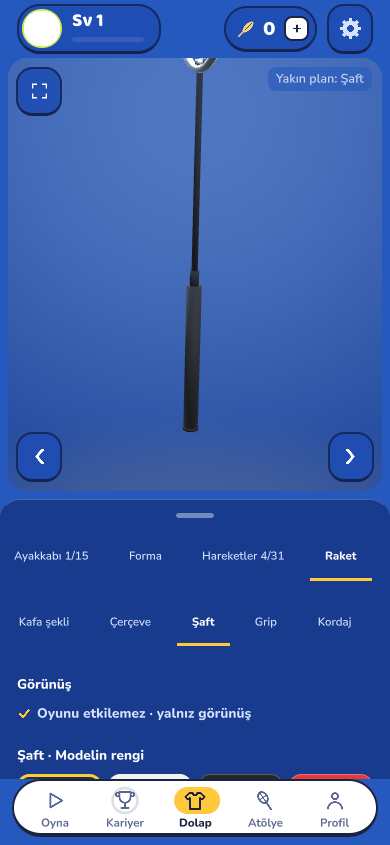 Sv 1
0
+
Yakın plan: Şaft
Ayakkabı 1/15 Forma Hareketler 4/31 Raket
Kafa şekli Çerçeve Şaft Grip Kordaj
Görünüş
Oyunu etkilemez · yalnız görünüş
Şaft · Modelin rengi
Oyna Kariyer Dolap Atölye Profil